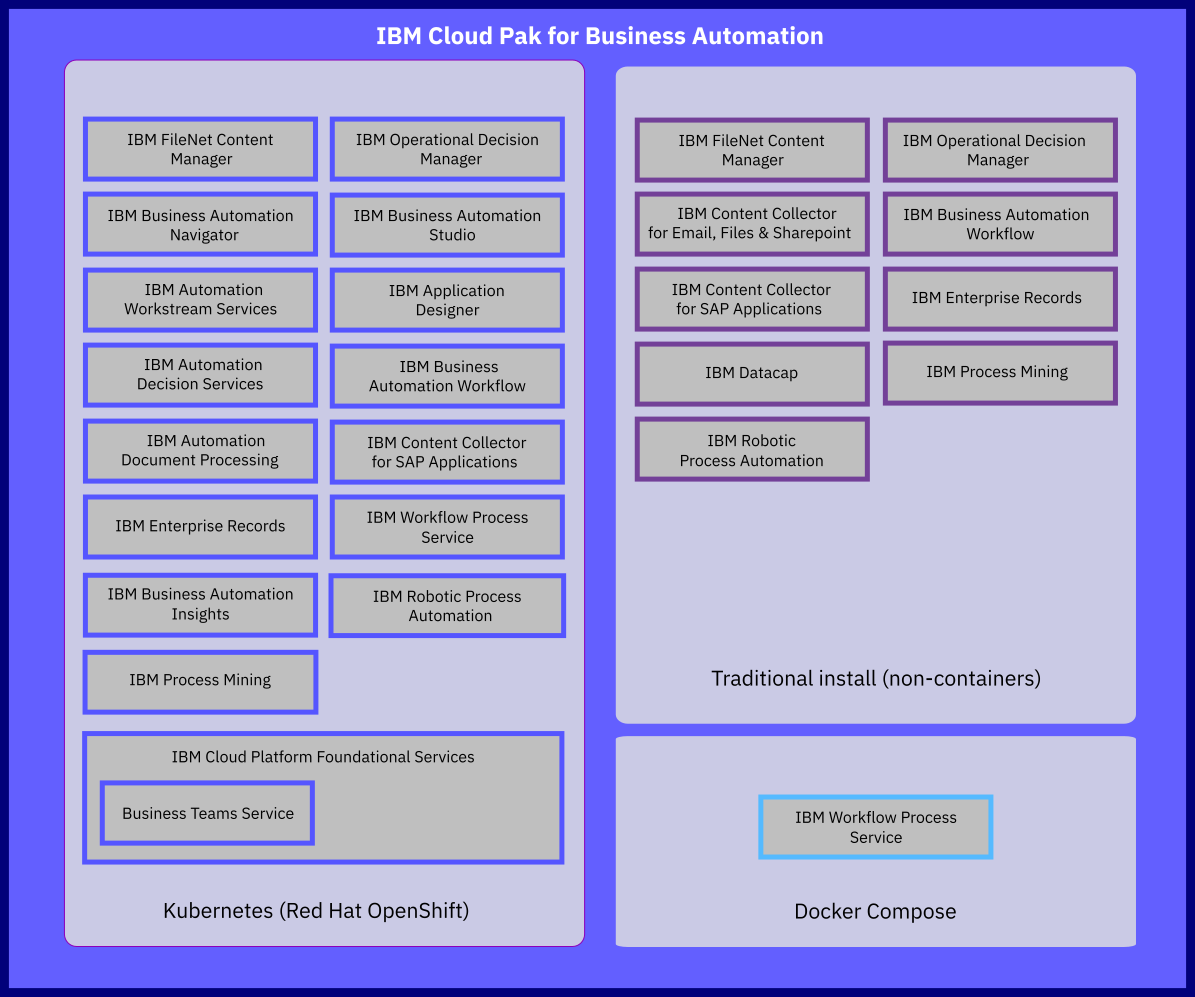 IBM Cloud Pak for Business Automation
IBM FileNet Content
Manager
IBM Operational Decision
Manager
IBM Business Automation
Navigator
IBM Business Automation
Studio
IBM Automation
Workstream Services
IBM Application
Designer
IBM Automation
Decision Services
IBM Business
Automation Workflow
IBM Automation
Document Processing
IBM Content Collector
for SAP Applications
IBM Enterprise Records
IBM Workflow Process
Service
IBM Business Automation
Insights
IBM Robotic Process
Automation
IBM Process Mining
IBM Cloud Platform Foundational Services
Business Teams Service
Kubernetes (Red Hat OpenShift)
IBM FileNet Content
Manager
IBM Operational Decision
Manager
IBM Content Collector
for Email, Files & Sharepoint
IBM Business Automation
Workflow
IBM Content Collector
for SAP Applications
IBM Enterprise Records
IBM Datacap
IBM Process Mining
IBM Robotic
Process Automation
Traditional install (non-containers)
IBM Workflow Process
Service
Docker Compose